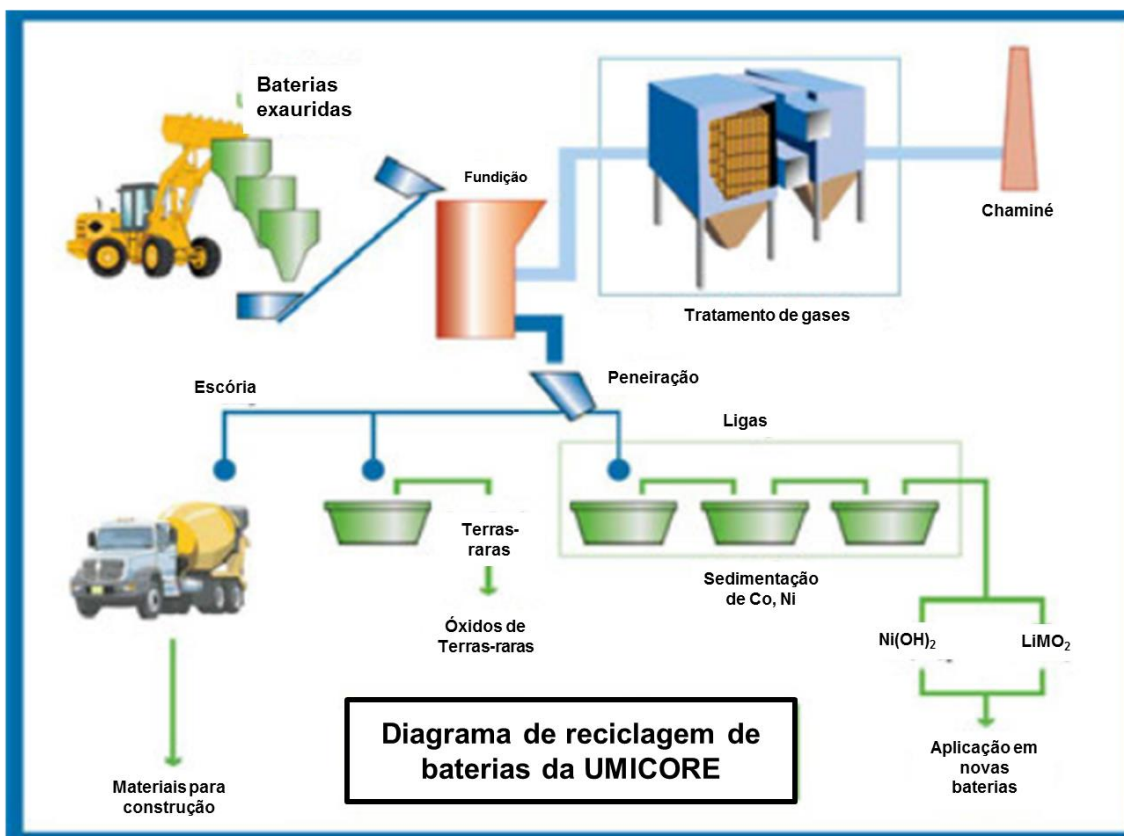 Baterias
exauridas
Fundição
Chaminé
Tratamento de gases
Peneiração
Escória
Ligas
Terras-
raras
Sedimentação
de Co, Ni
Óxidos de
Terras-raras
Ni(OH)₂
LiMO₂
Diagrama de reciclagem de
baterias da UMICORE
Aplicação em
novas
baterias
Materiais para
construção